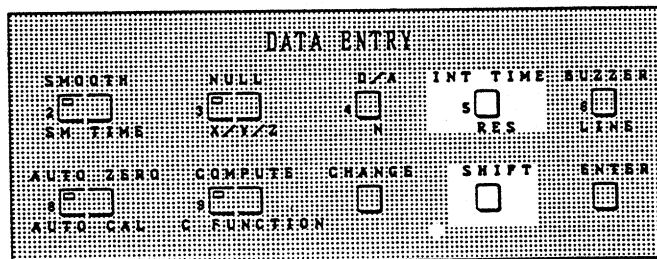 DATA ENTRY
SMOOTH NULL D/A INT TIME BUZZER
2 3 4 5 6
SM TIME X/Y/Z N RES LINE
AUTO ZERO COMPUTE CHANGE SHIFT ENTER
8 9
AUTO CAL C FUNCTION